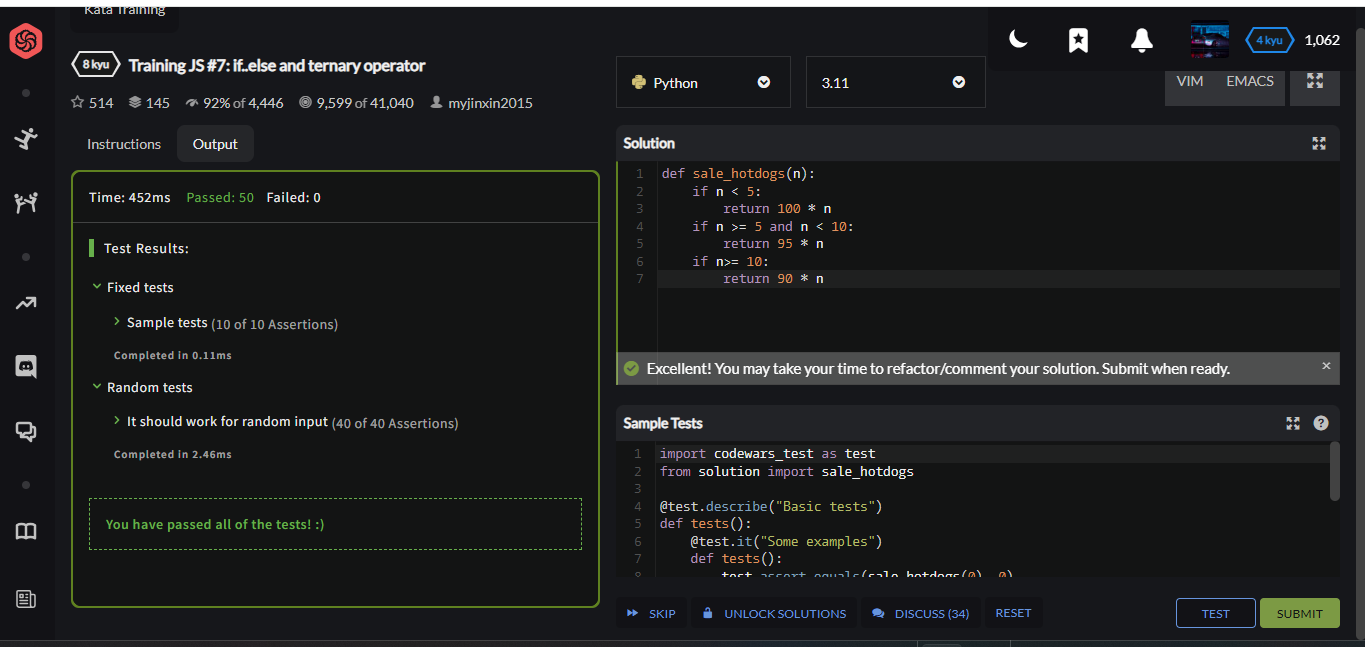 Kata Training
8 kyu Training JS #7: if..else and ternary operator
514 145 92% of 4,446 9,599 of 41,040 myjinxin2015
Instructions Output
Time: 452ms Passed: 50 Failed: 0
Test Results:
Fixed tests
Sample tests (10 of 10 Assertions)
Completed in 0.11ms
Random tests
It should work for random input (40 of 40 Assertions)
Completed in 2.46ms
You have passed all of the tests! :)
4 kyu 1,062
Python 3.11 VIM EMACS
Solution
1 def sale_hotdogs(n):
2     if n < 5:
3         return 100 * n
4     if n >= 5 and n < 10:
5         return 95 * n
6     if n>= 10:
7         return 90 * n
Excellent! You may take your time to refactor/comment your solution. Submit when ready. ×
Sample Tests ?
1 import codewars_test as test
2 from solution import sale_hotdogs
3
4 @test.describe("Basic tests")
5 def tests():
6     @test.it("Some examples")
7     def tests():
8         test.assert_equals(sale_hotdogs(0), 0)
SKIP UNLOCK SOLUTIONS DISCUSS (34) RESET TEST SUBMIT